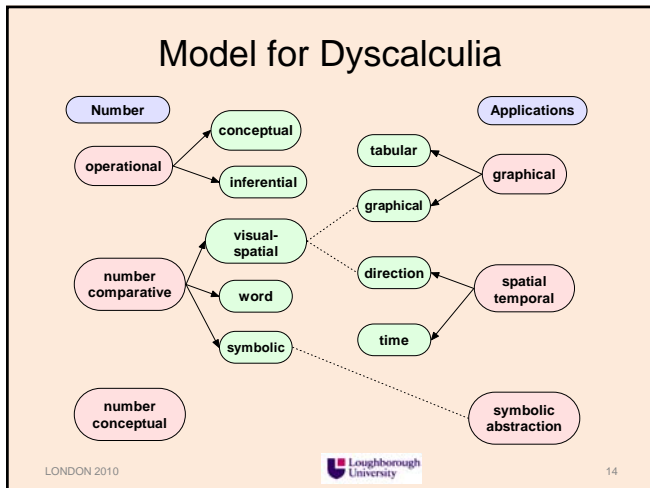 Model for Dyscalculia
Number
Applications
conceptual
operational
inferential
tabular
graphical
graphical
visual-
spatial
number
comparative
word
symbolic
direction
time
spatial
temporal
number
conceptual
symbolic
abstraction
LONDON 2010
Loughborough
University
14